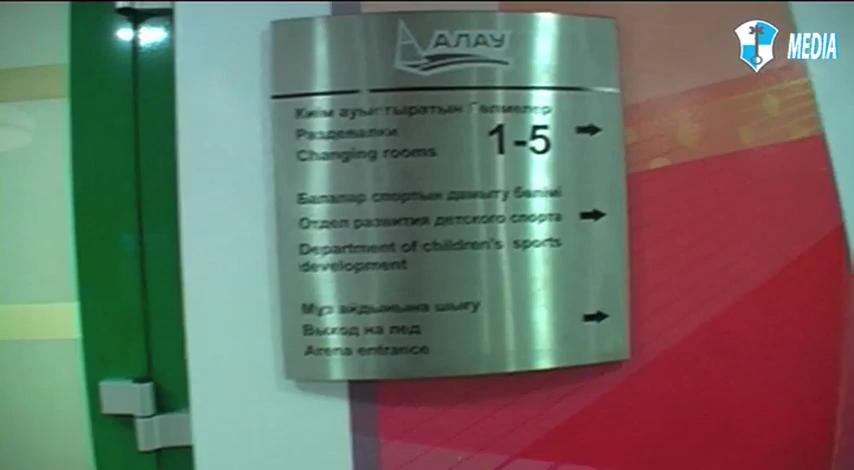 АЛАУ
MEDIA
Киім ауыстыратын бөлмелер
Раздевалки
Changing rooms
1-5
Балалар спортын дамыту бөлімі
Отдел развития детского спорта
Department of children's sports
development
Мұз айдынына шығу
Выход на лед
Arena entrance